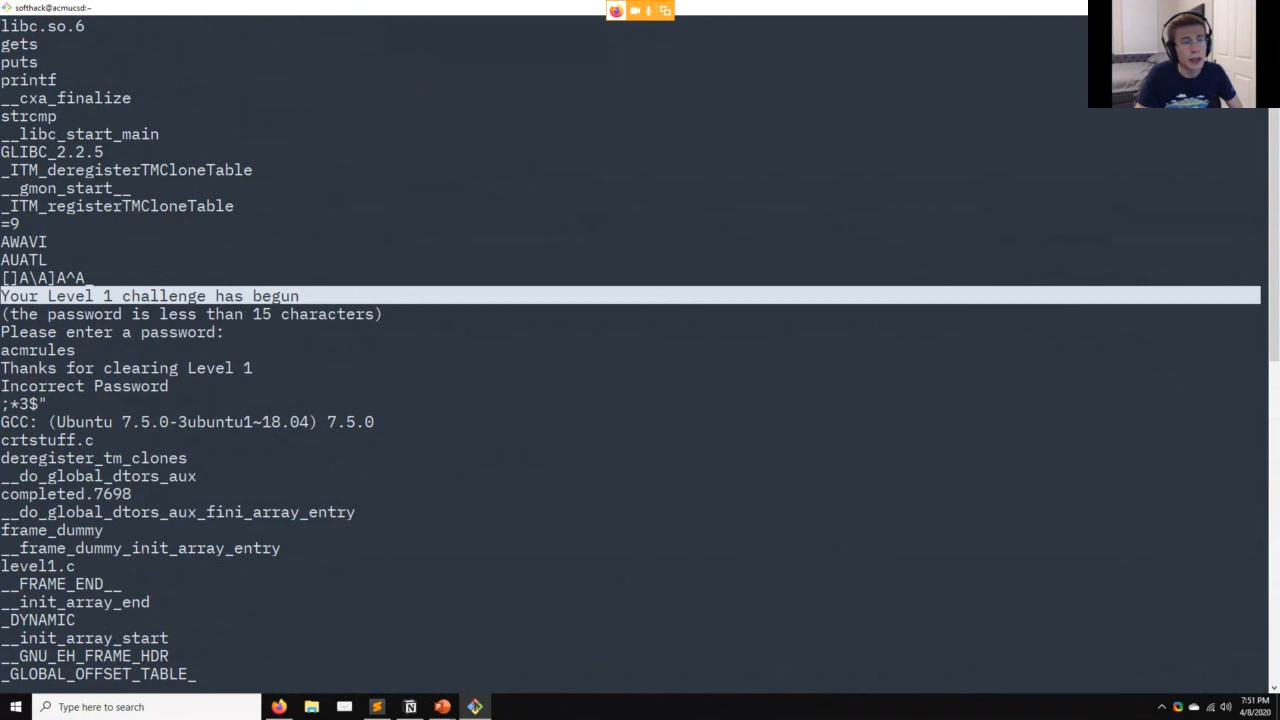 softhack@acmucsd:~
libc.so.6
gets
puts
printf
__cxa_finalize
strcmp
__libc_start_main
GLIBC_2.2.5
_ITM_deregisterTMCloneTable
__gmon_start__
_ITM_registerTMCloneTable
=9
AWAVI
AUATL
[]A\A]A^A_
Your Level 1 challenge has begun
(the password is less than 15 characters)
Please enter a password:
acmrules
Thanks for clearing Level 1
Incorrect Password
;*3$"
GCC: (Ubuntu 7.5.0-3ubuntu1~18.04) 7.5.0
crtstuff.c
deregister_tm_clones
__do_global_dtors_aux
completed.7698
__do_global_dtors_aux_fini_array_entry
frame_dummy
__frame_dummy_init_array_entry
level1.c
__FRAME_END__
__init_array_end
_DYNAMIC
__init_array_start
__GNU_EH_FRAME_HDR
_GLOBAL_OFFSET_TABLE_
Type here to search
7:51 PM
4/8/2020